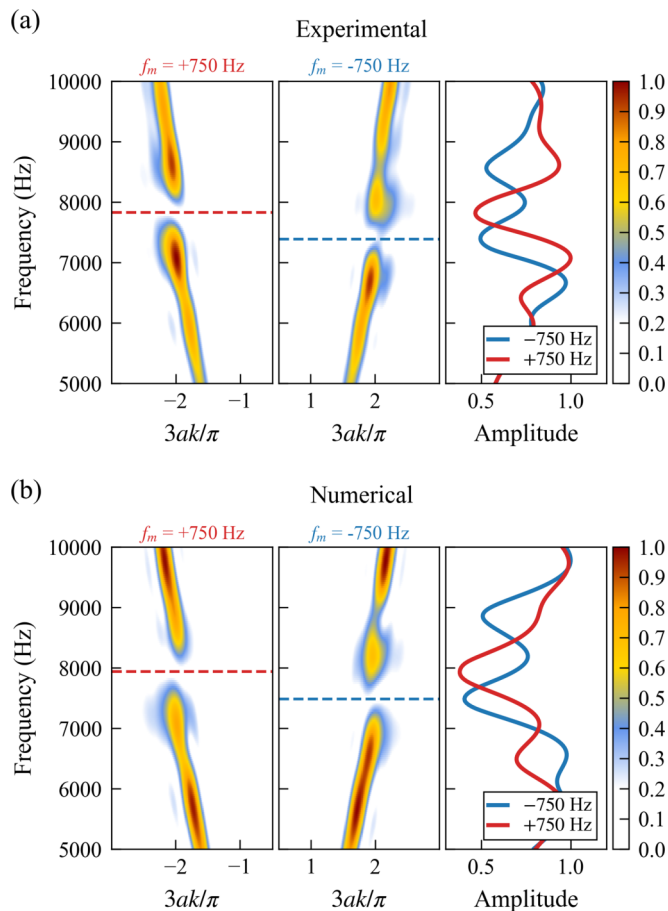 (a)
Experimental
fm = +750 Hz
fm = -750 Hz
10000
9000
8000
7000
6000
5000
Frequency (Hz)
−2
−1
3ak/π
1
2
3ak/π
−750 Hz
+750 Hz
0.5
1.0
Amplitude
1.0
0.9
0.8
0.7
0.6
0.5
0.4
0.3
0.2
0.1
0.0
(b)
Numerical
fm = +750 Hz
fm = -750 Hz
10000
9000
8000
7000
6000
5000
Frequency (Hz)
−2
−1
3ak/π
1
2
3ak/π
−750 Hz
+750 Hz
0.5
1.0
Amplitude
1.0
0.9
0.8
0.7
0.6
0.5
0.4
0.3
0.2
0.1
0.0